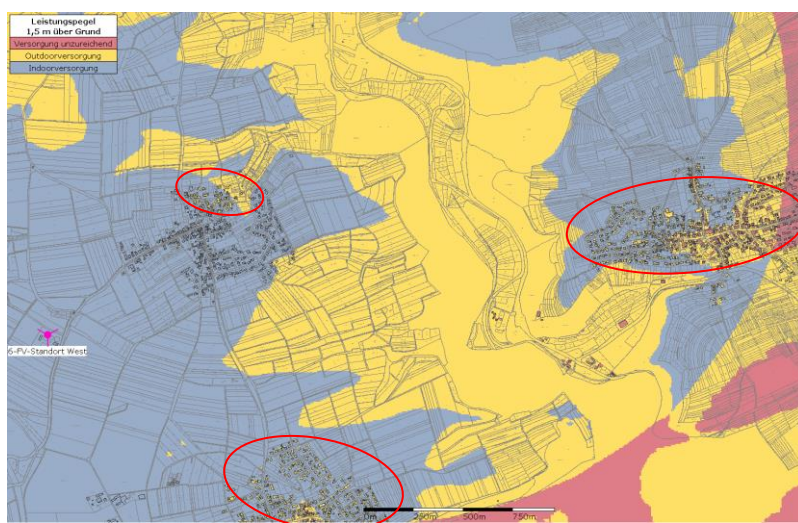 Leistungspegel
1,5 m über Grund
Versorgung unzureichend
Outdoorversorgung
Indoorversorgung
6-FV-Standort West
0m 250m 500m 750m